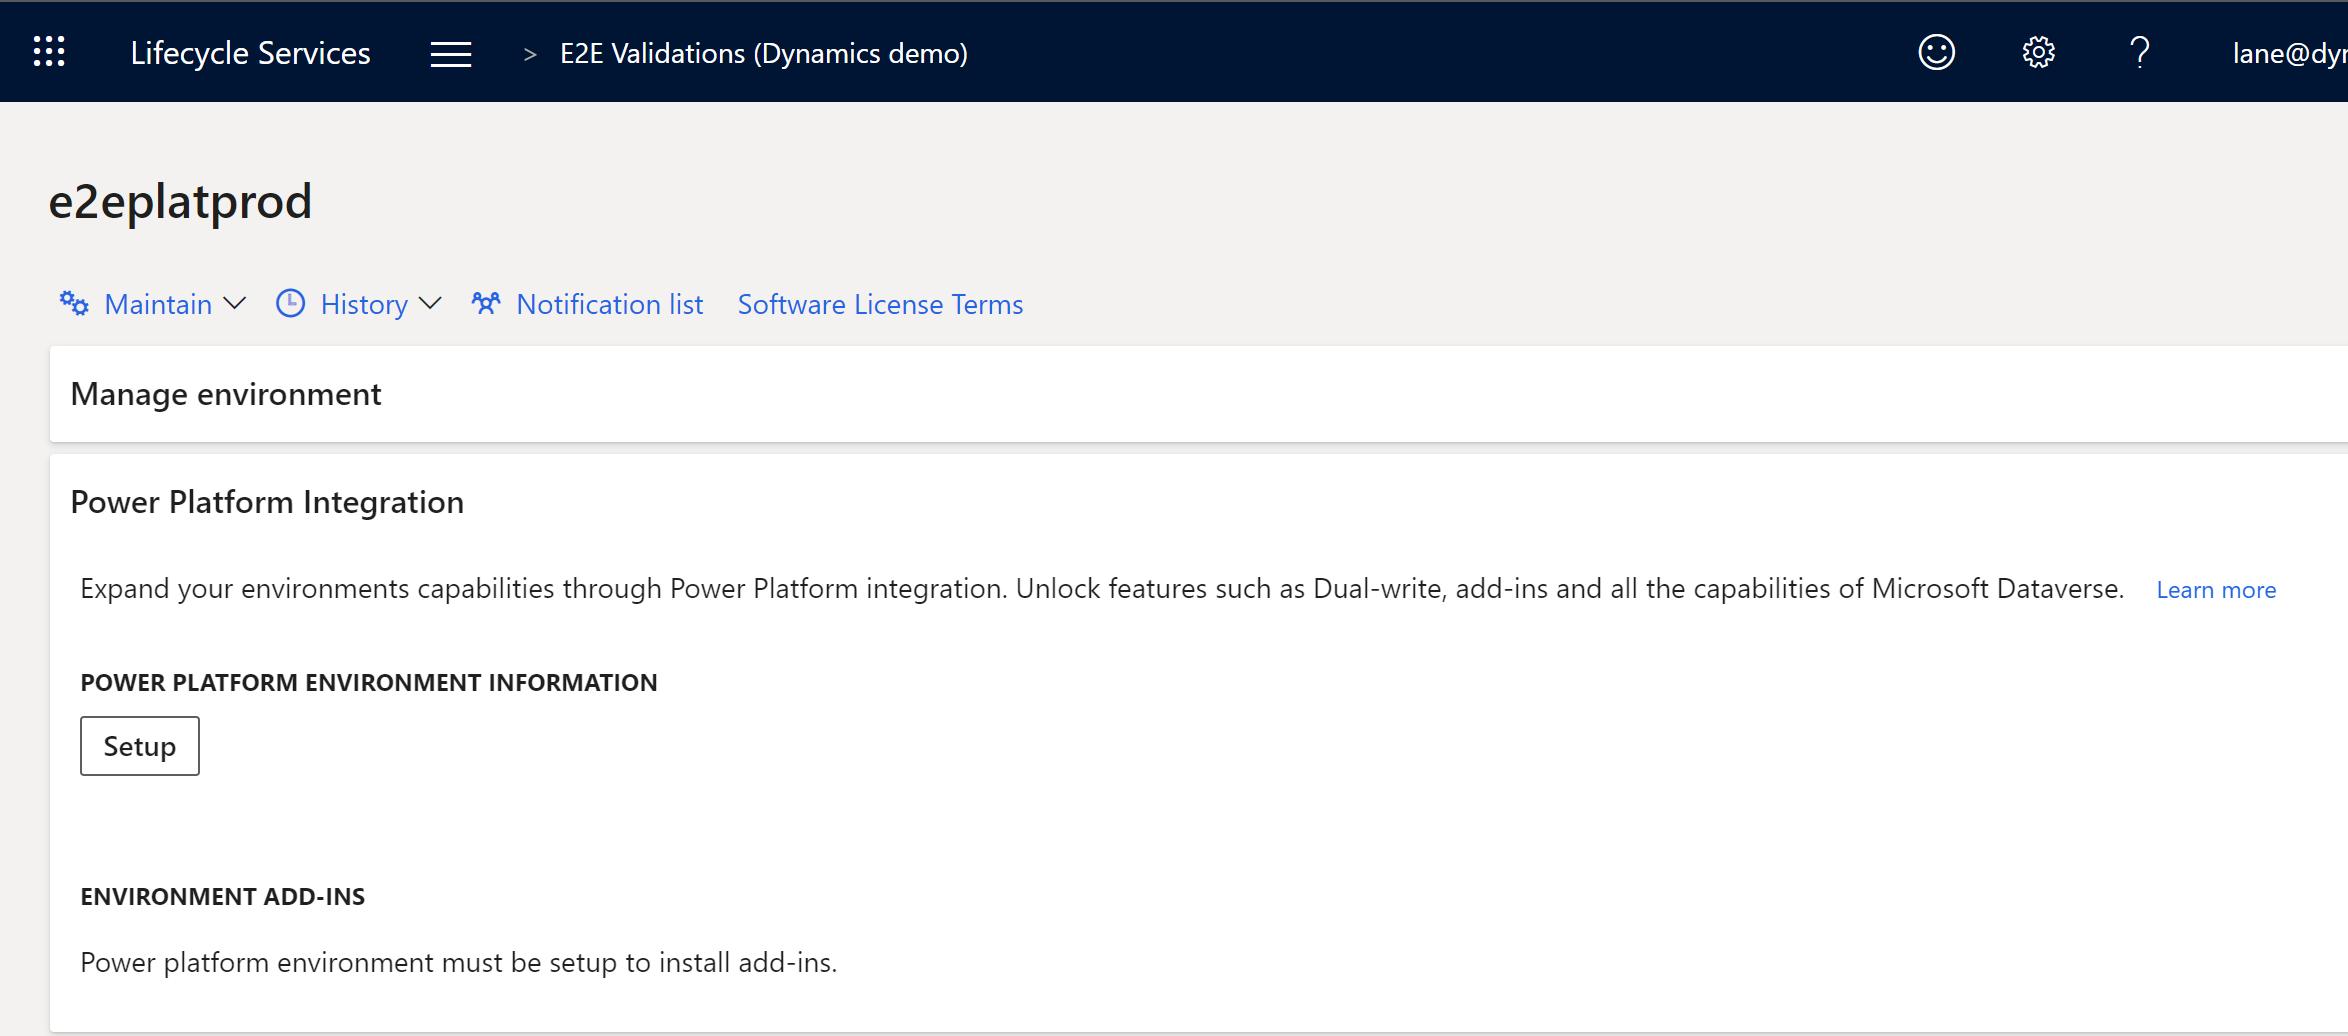 Lifecycle Services > E2E Validations (Dynamics demo) ? lane@dyn
e2eplatprod
Maintain History Notification list Software License Terms
Manage environment
Power Platform Integration
Expand your environments capabilities through Power Platform integration. Unlock features such as Dual-write, add-ins and all the capabilities of Microsoft Dataverse. Learn more
POWER PLATFORM ENVIRONMENT INFORMATION
Setup
ENVIRONMENT ADD-INS
Power platform environment must be setup to install add-ins.